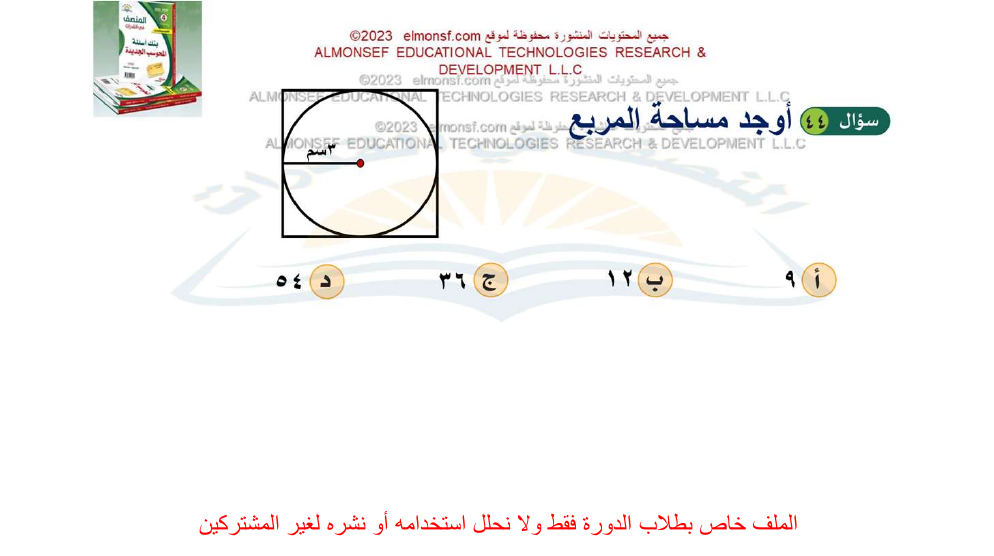 المنصف
في القدرات
بنك أسئلة
المحوسب الجديدة
جميع المحتويات المنشورة محفوظة لموقع elmonsf.com ©2023
ALMONSEF EDUCATIONAL TECHNOLOGIES RESEARCH &
DEVELOPMENT L.L.C
جميع المحتويات المنشورة محفوظة لموقع elmonsf.com ©2023
ALMONSEF EDUCATIONAL TECHNOLOGIES RESEARCH & DEVELOPMENT L.L.C
سؤال ٤٤ أوجد مساحة المربع
جميع المحتويات المنشورة محفوظة لموقع elmonsf.com ©2023
ALMONSEF EDUCATIONAL TECHNOLOGIES RESEARCH & DEVELOPMENT L.L.C
٣سم
أ ٩ ب ١٢ ج ٣٦ د ٥٤
الملف خاص بطلاب الدورة فقط ولا نحلل استخدامه أو نشره لغير المشتركين